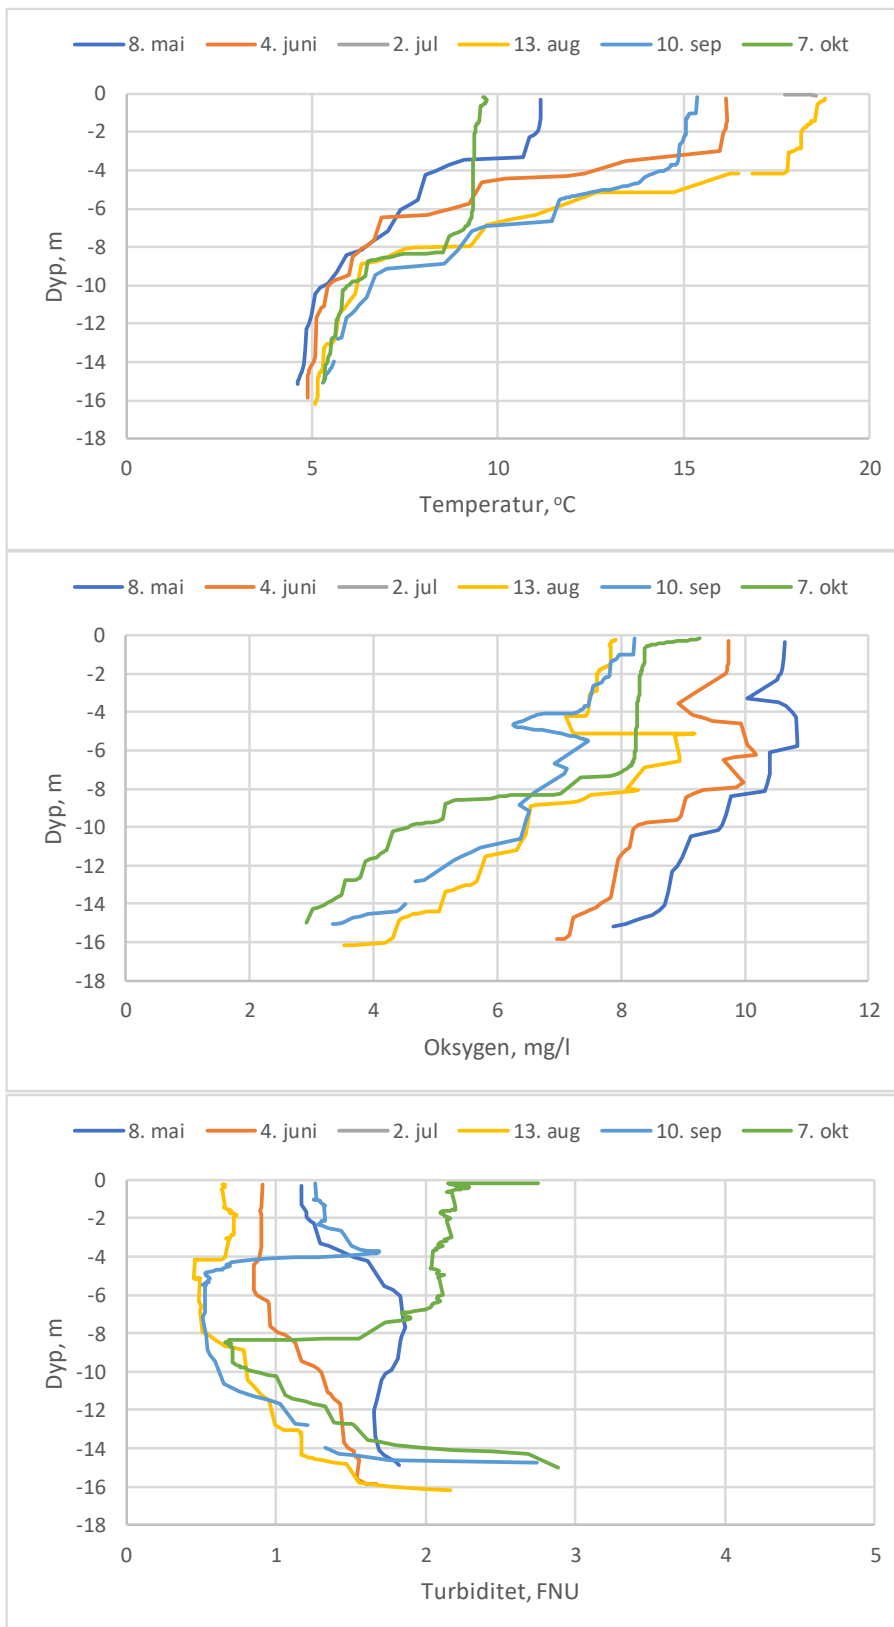 8. mai 4. juni 2. jul 13. aug 10. sep 7. okt
0
-2
-4
-6
-8
-10
-12
-14
-16
-18
Dyp, m
0 5 10 15 20
Temperatur, °C
8. mai 4. juni 2. jul 13. aug 10. sep 7. okt
0
-2
-4
-6
-8
-10
-12
-14
-16
-18
Dyp, m
0 2 4 6 8 10 12
Oksygen, mg/l
8. mai 4. juni 2. jul 13. aug 10. sep 7. okt
0
-2
-4
-6
-8
-10
-12
-14
-16
-18
Dyp, m
0 1 2 3 4 5
Turbiditet, FNU